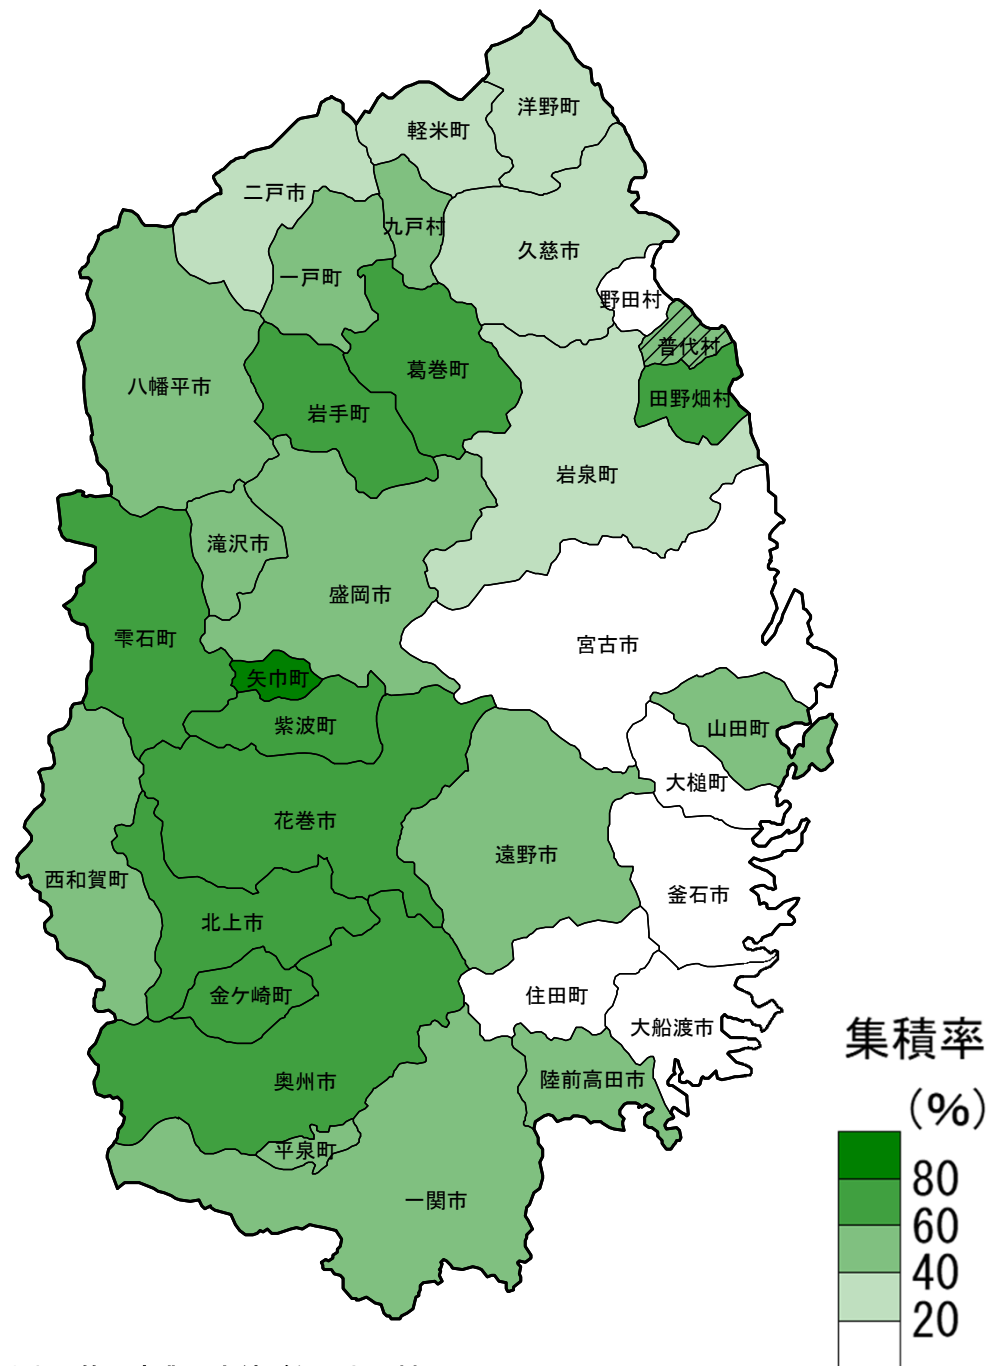 洋野町
軽米町
二戸市
九戸村
久慈市
一戸町
野田村
普代村
葛巻町
八幡平市
田野畑村
岩手町
岩泉町
滝沢市
盛岡市
雫石町
宮古市
矢巾町
紫波町
山田町
大槌町
花巻市
遠野市
西和賀町
釜石市
北上市
金ケ崎町
住田町
大船渡市
奥州市
陸前高田市
平泉町
一関市
集積率
(%)
80
60
40
20